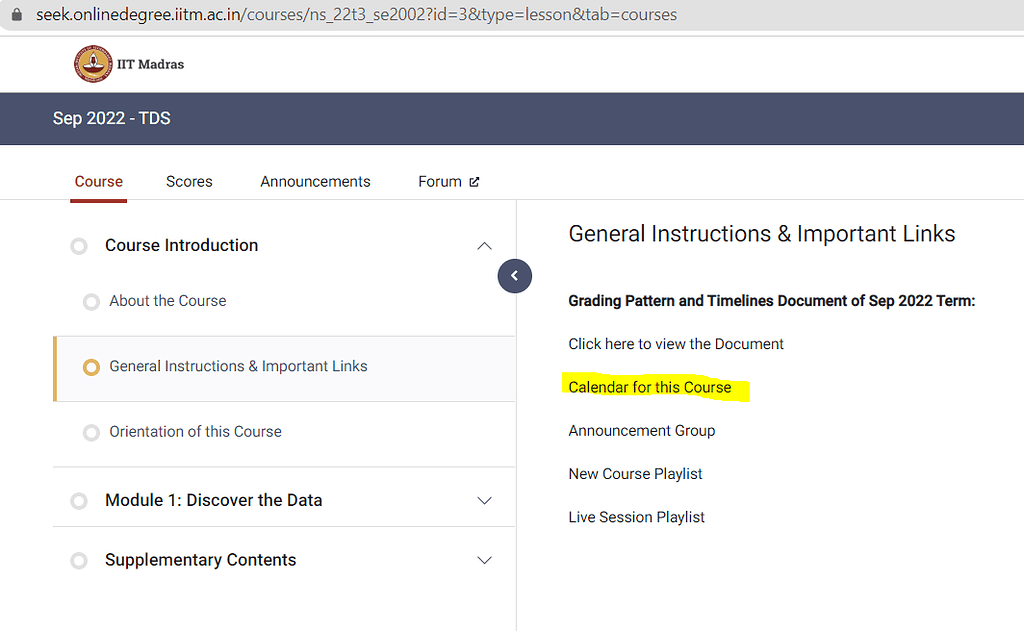 seek.onlinedegree.iitm.ac.in/courses/ns_22t3_se2002?id=3&type=lesson&tab=courses
IIT Madras
Sep 2022 - TDS
Course Scores Announcements Forum
Course Introduction
About the Course
General Instructions & Important Links
Orientation of this Course
Module 1: Discover the Data
Supplementary Contents
General Instructions & Important Links
Grading Pattern and Timelines Document of Sep 2022 Term:
Click here to view the Document
Calendar for this Course
Announcement Group
New Course Playlist
Live Session Playlist